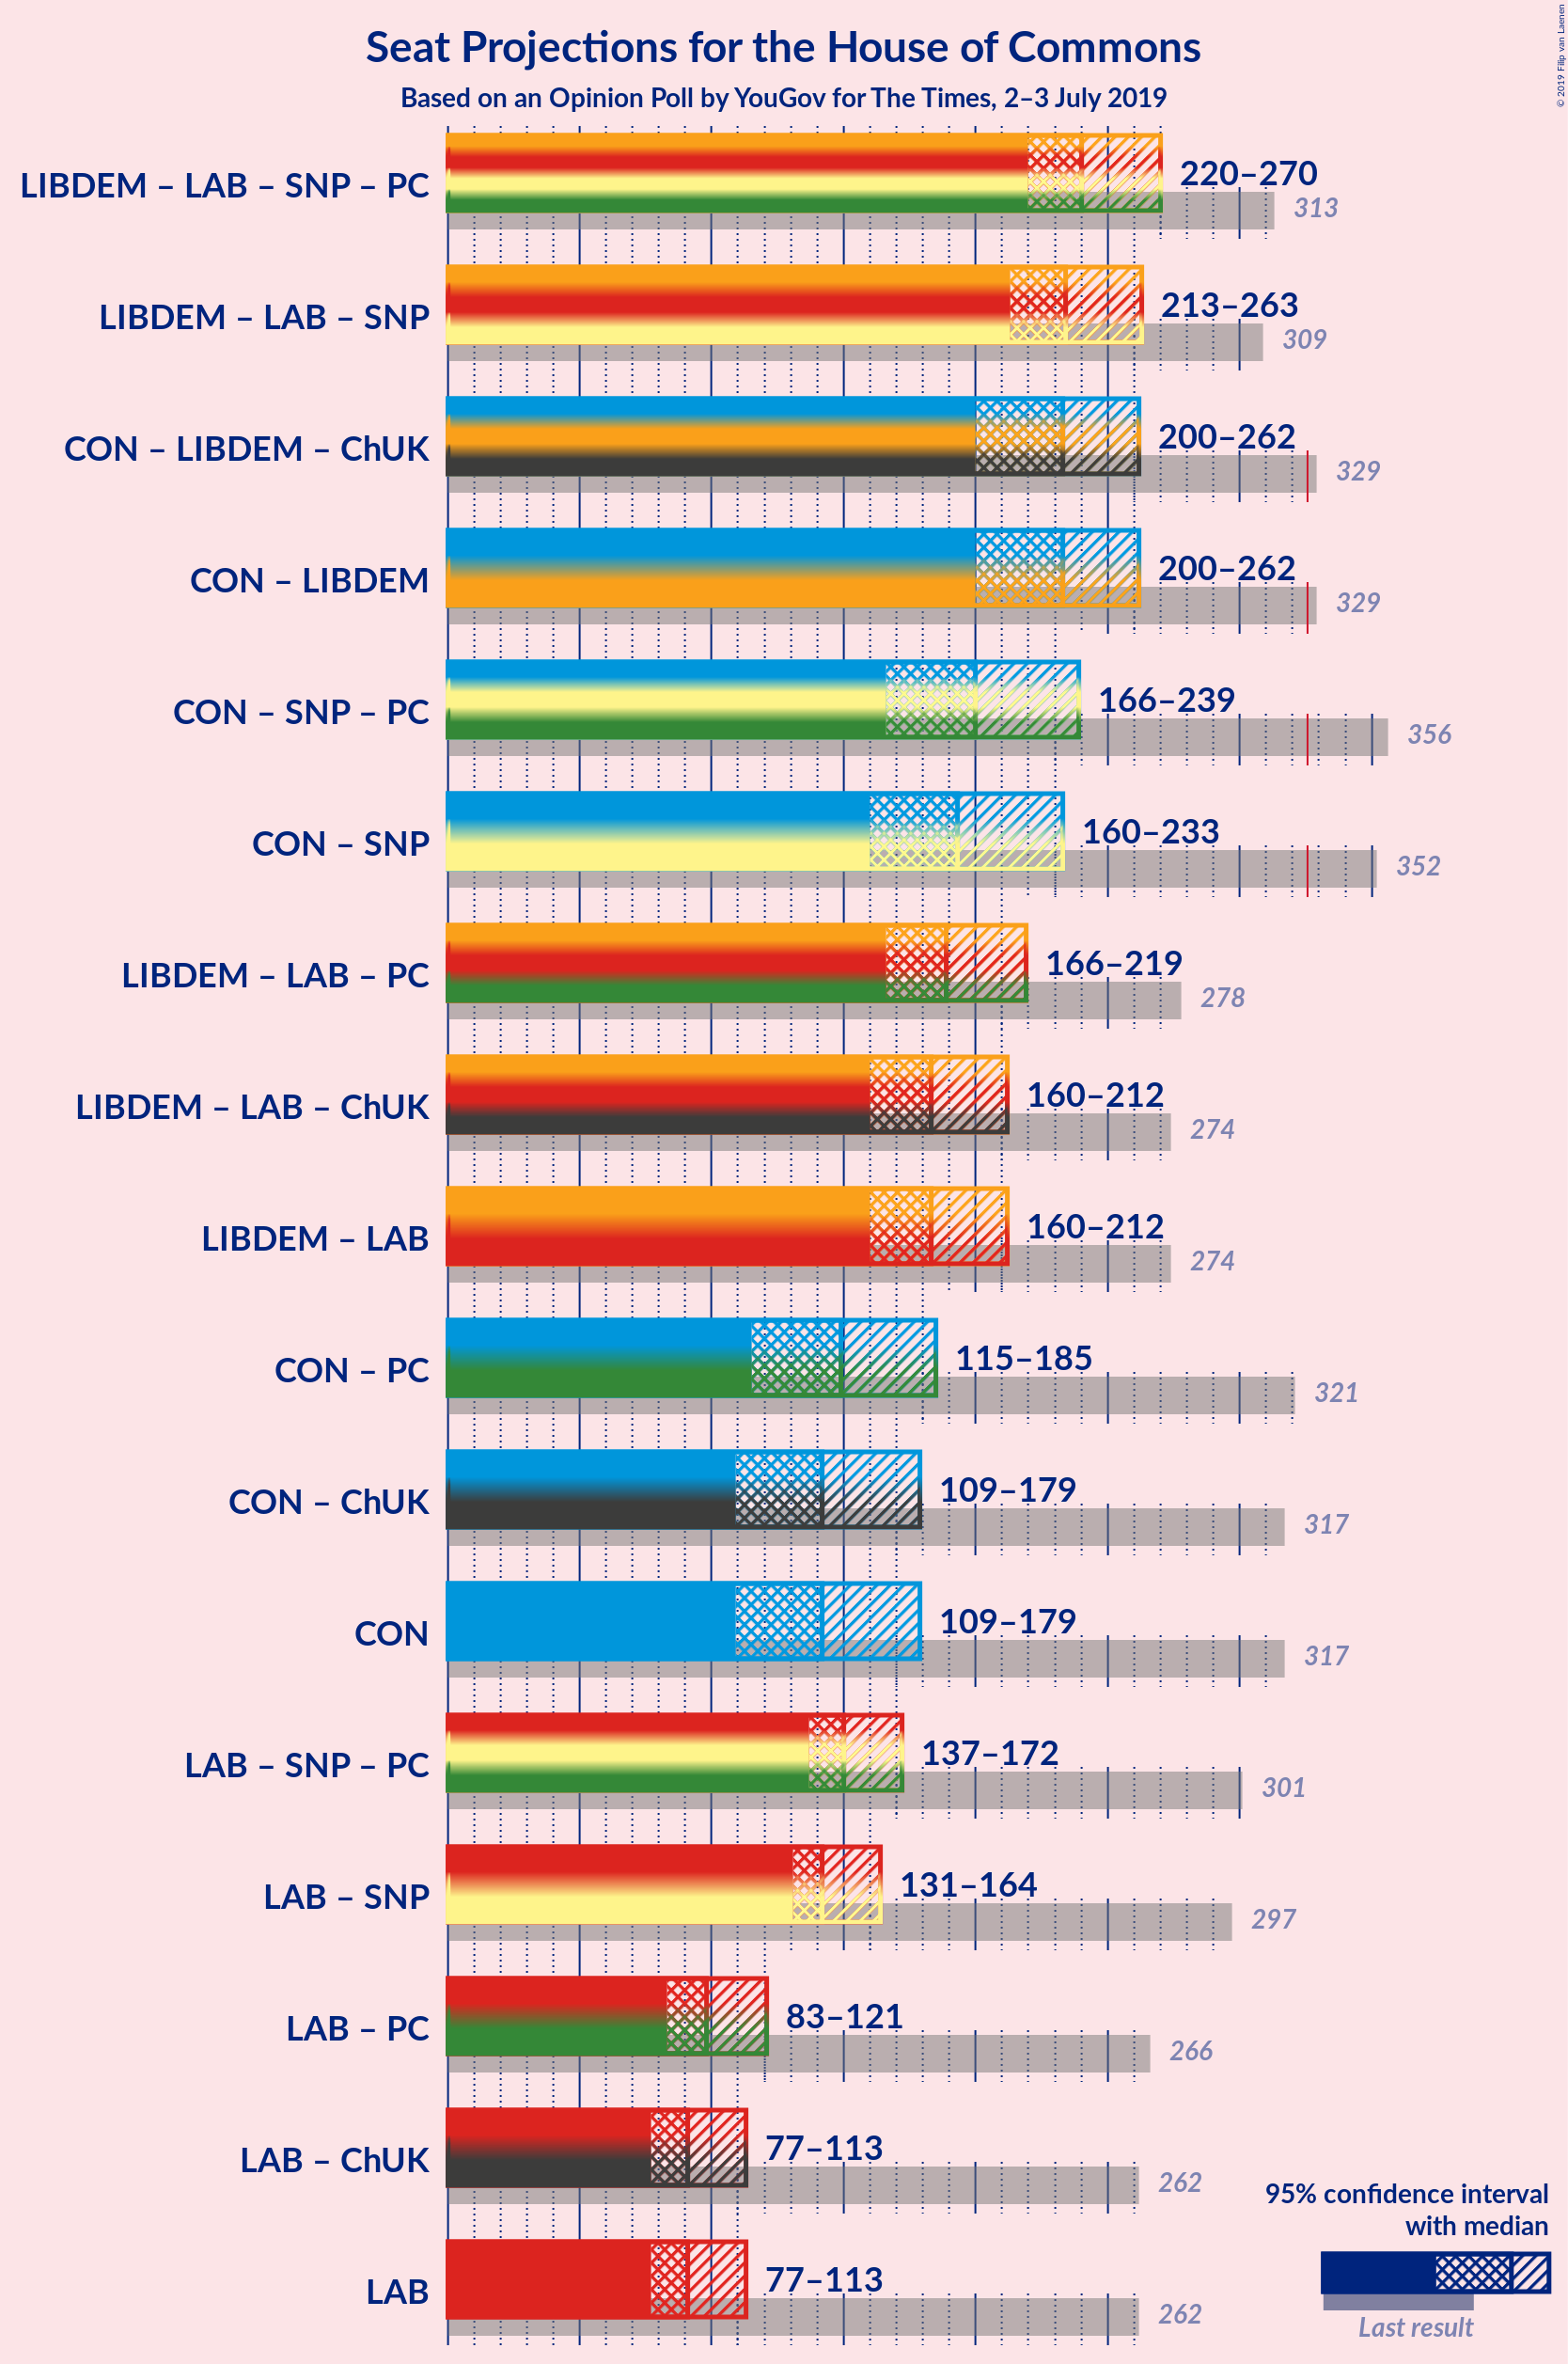 Seat Projections for the House of Commons
Based on an Opinion Poll by YouGov for The Times, 2–3 July 2019
© 2019 Filip van Laenen
LIBDEM – LAB – SNP – PC
220–270
313
LIBDEM – LAB – SNP
213–263
309
CON – LIBDEM – ChUK
200–262
329
CON – LIBDEM
200–262
329
CON – SNP – PC
166–239
356
CON – SNP
160–233
352
LIBDEM – LAB – PC
166–219
278
LIBDEM – LAB – ChUK
160–212
274
LIBDEM – LAB
160–212
274
CON – PC
115–185
321
CON – ChUK
109–179
317
CON
109–179
317
LAB – SNP – PC
137–172
301
LAB – SNP
131–164
297
LAB – PC
83–121
266
LAB – ChUK
77–113
262
LAB
77–113
262
95% confidence interval
with median
Last result